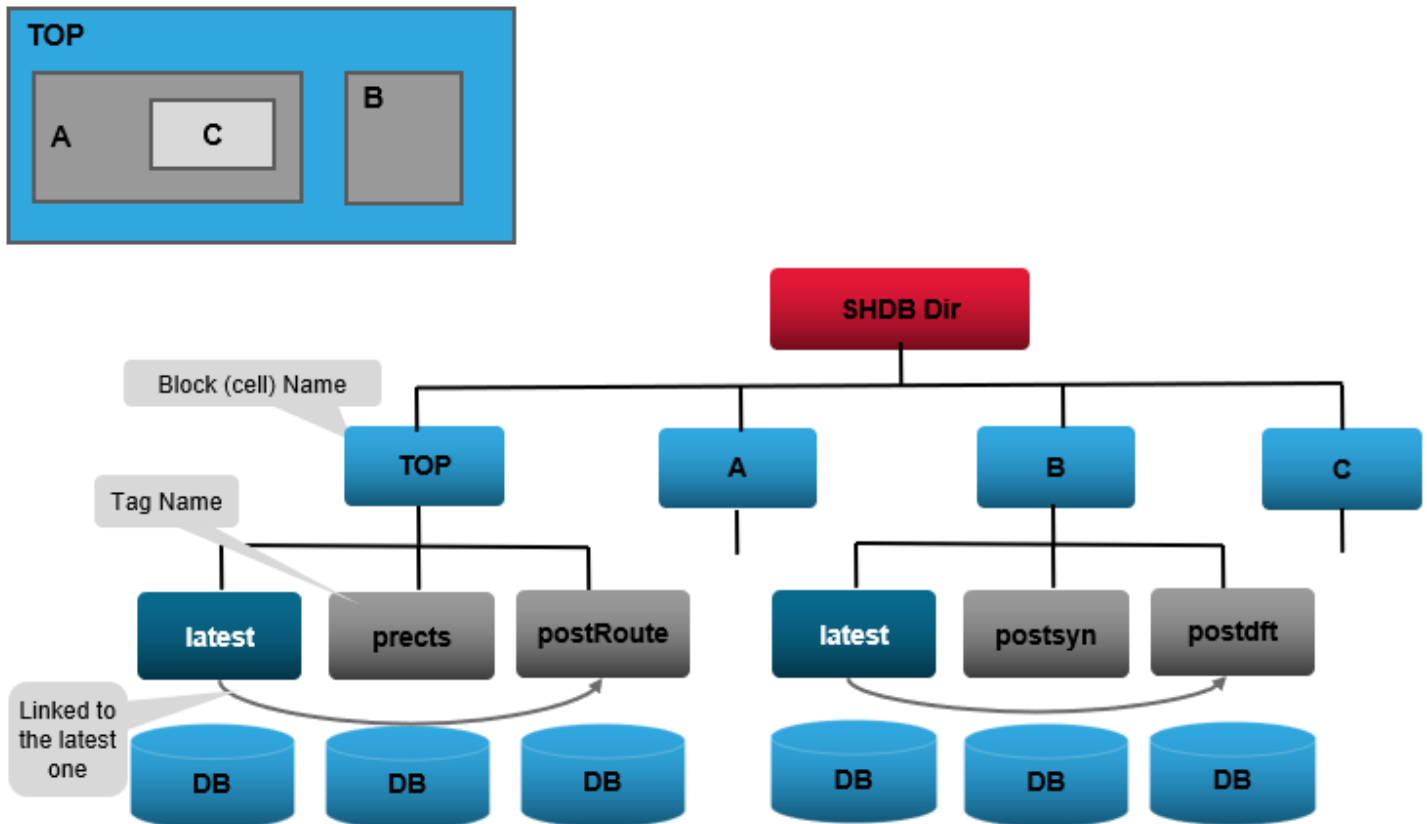 TOP
A
C
B
SHDB Dir
Block (cell) Name
TOP
A
B
C
Tag Name
latest
prects
postRoute
latest
postsyn
postdft
Linked to
the latest
one
DB
DB
DB
DB
DB
DB